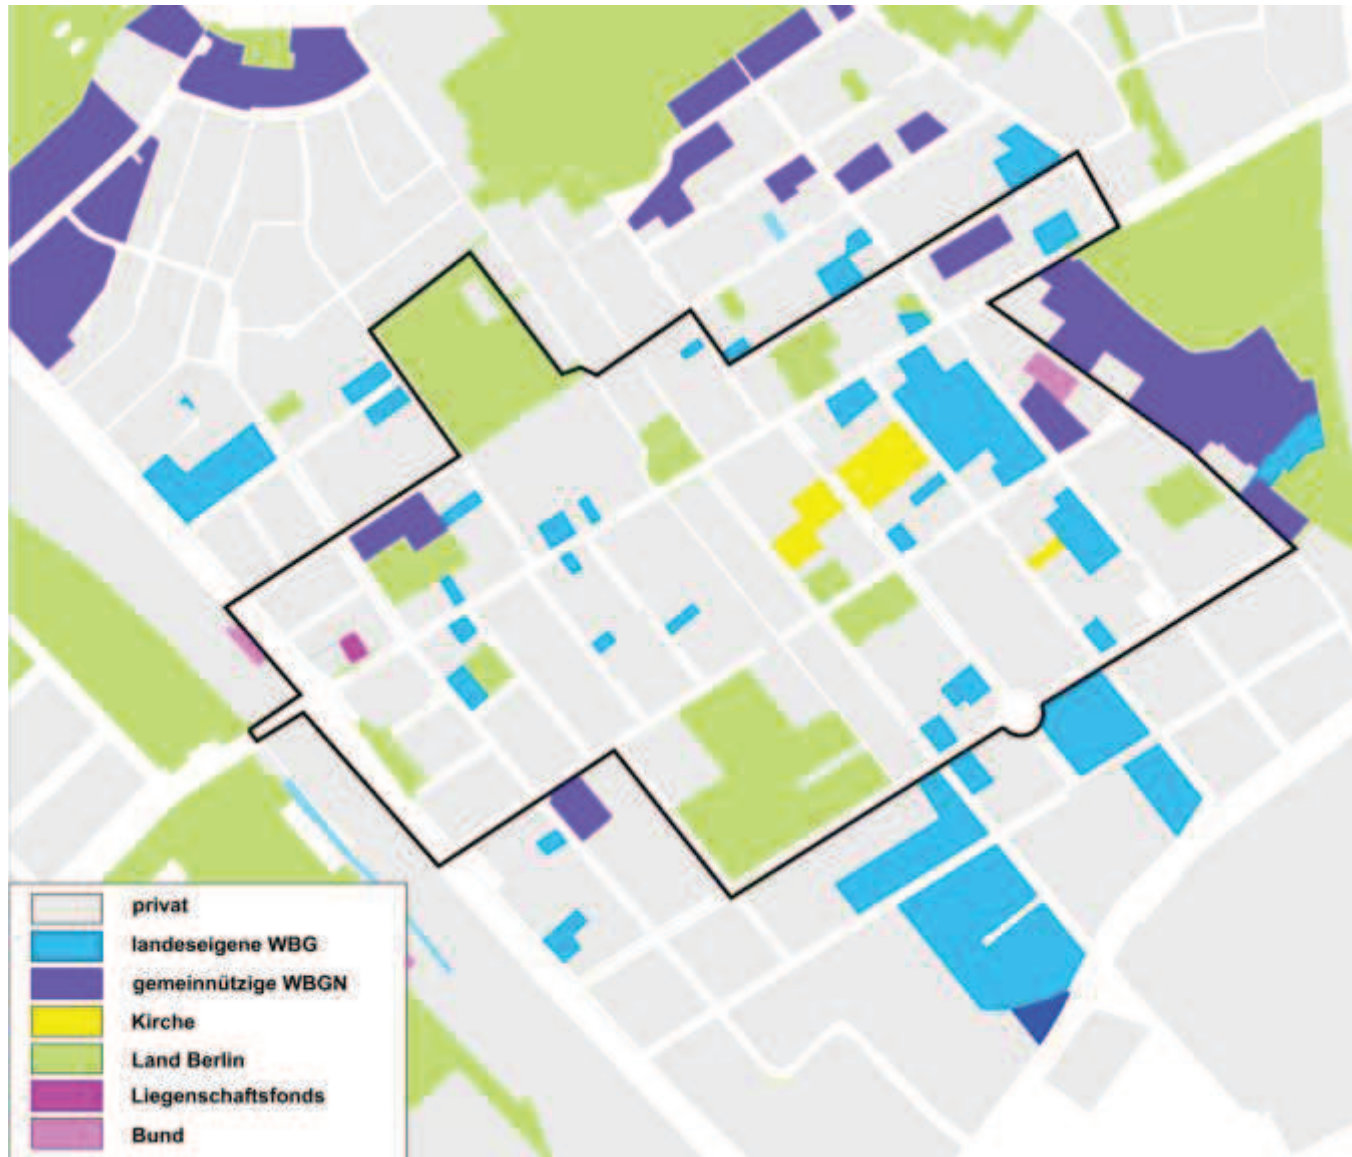 privat
landeseigene WBG
gemeinnützige WBGN
Kirche
Land Berlin
Liegenschaftsfonds
Bund